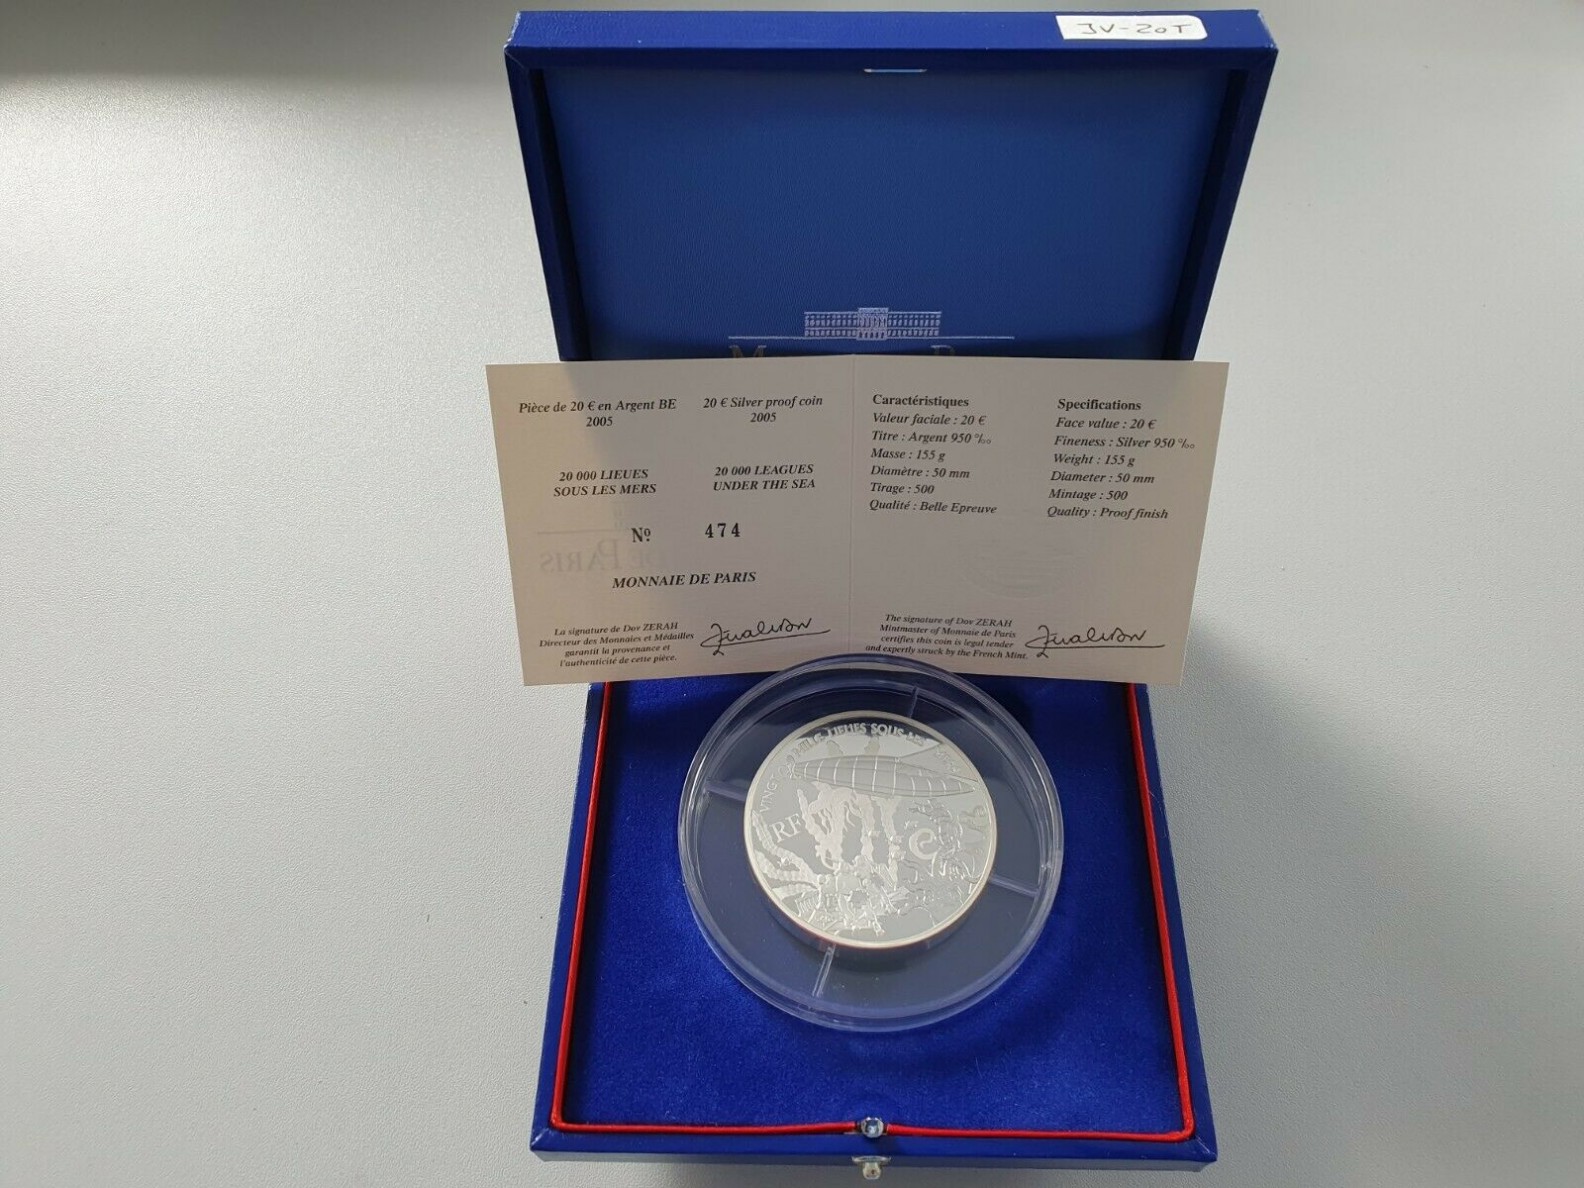 JV-20T
Pièce de 20 € en Argent BE
2005
20 € Silver proof coin
2005
20 000 LIEUES
SOUS LES MERS
20 000 LEAGUES
UNDER THE SEA
Nº 474
MONNAIE DE PARIS
La signature de Dov ZERAH
Directeur des Monnaies et Médailles
garantit la provenance et
l'authenticité de cette pièce.
Caractéristiques
Valeur faciale : 20 €
Titre : Argent 950 ‰
Masse : 155 g
Diamètre : 50 mm
Tirage : 500
Qualité : Belle Epreuve
Specifications
Face value : 20 €
Fineness : Silver 950 ‰
Weight : 155 g
Diameter : 50 mm
Mintage : 500
Quality : Proof finish
The signature of Dov ZERAH
Mintmaster of Monnaie de Paris
certifies this coin is legal tender
and expertly struck by the French Mint.
DE PARIS
VINGT MILLE LIEUES SOUS LES
RF